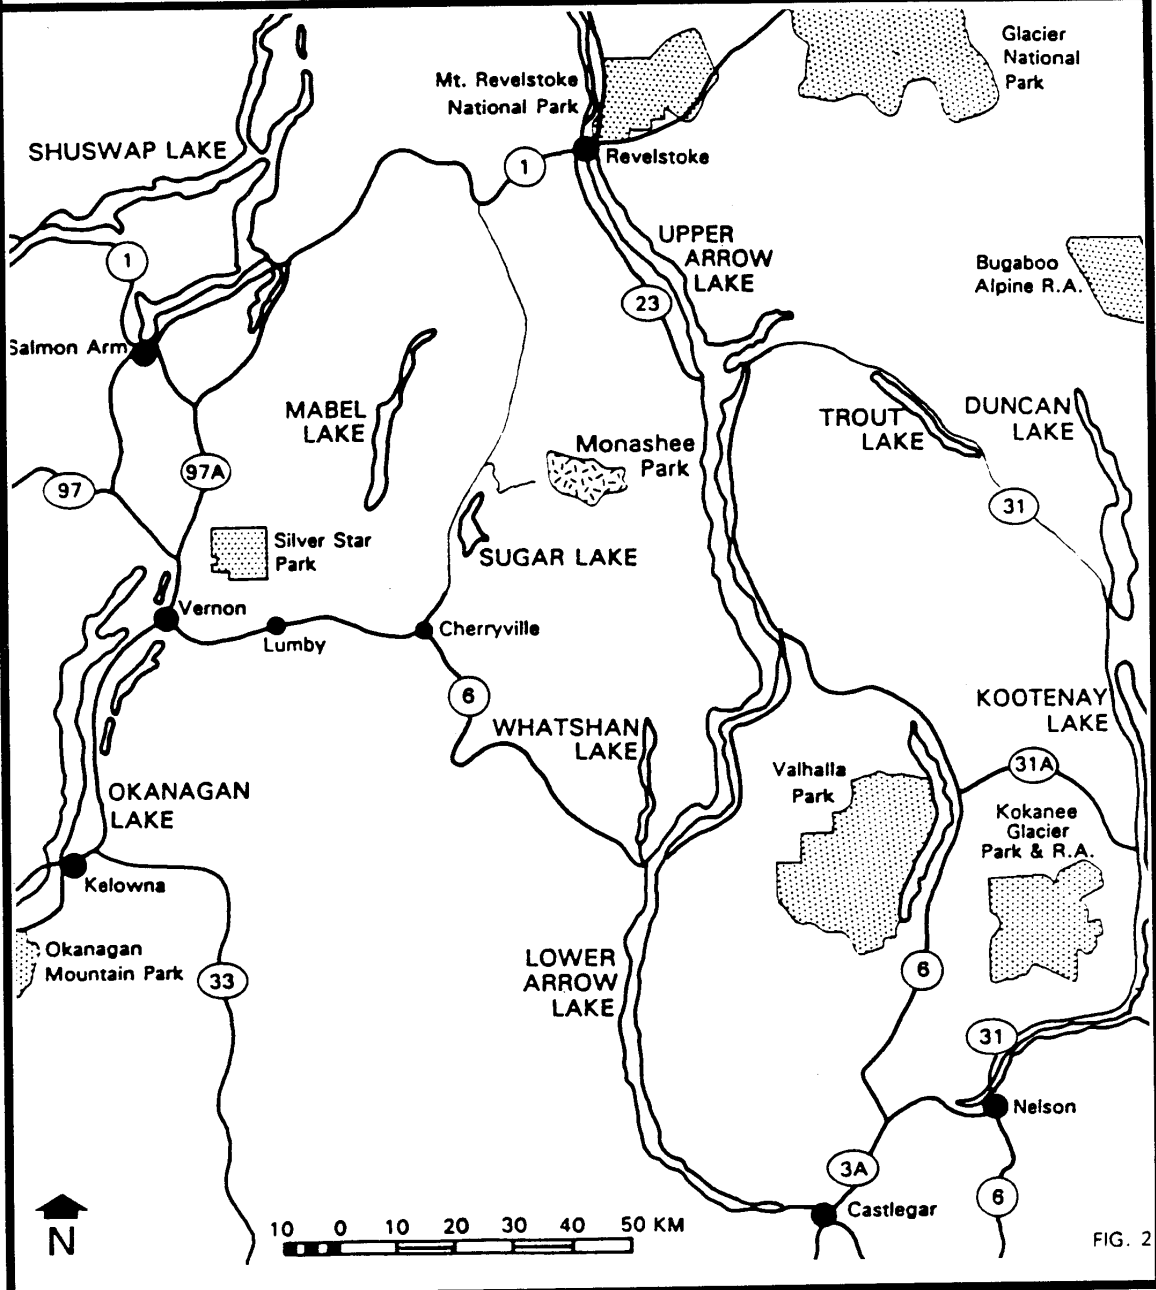 Glacier
National
Park
Mt. Revelstoke
National Park
SHUSWAP LAKE
Revelstoke
1
UPPER
ARROW
LAKE
1
Bugaboo
Alpine R.A.
23
Salmon Arm
MABEL
LAKE
TROUT
LAKE
DUNCAN
LAKE
Monashee
Park
97A
97
31
Silver Star
Park
SUGAR LAKE
Vernon
Lumby
Cherryville
6
WHATSHAN
LAKE
KOOTENAY
LAKE
31A
Valhalla
Park
OKANAGAN
LAKE
Kokanee
Glacier
Park & R.A.
Kelowna
Okanagan
Mountain Park
33
LOWER
ARROW
LAKE
6
31
Nelson
3A
6
Castlegar
N
10 0 10 20 30 40 50 KM
FIG. 2